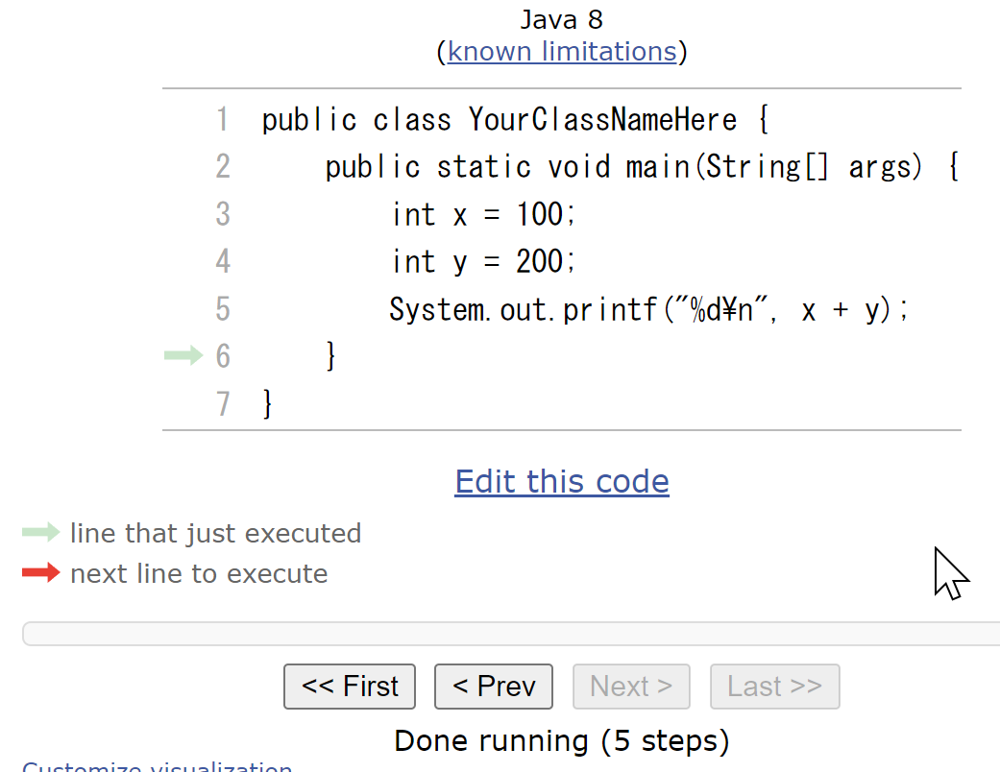 Java 8
(known limitations)
1 public class YourClassNameHere {
2 public static void main(String[] args) {
3 int x = 100;
4 int y = 200;
5 System.out.printf("%d¥n", x + y);
6 }
7 }
Edit this code
line that just executed
next line to execute
<< First < Prev Next > Last >>
Done running (5 steps)
Customize visualization